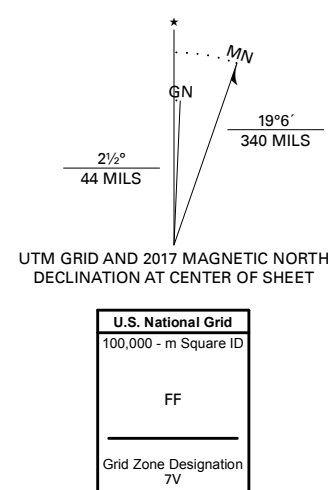 ★
MN
GN
19°6´
340 MILS
2½°
44 MILS
UTM GRID AND 2017 MAGNETIC NORTH
DECLINATION AT CENTER OF SHEET
U.S. National Grid
100,000 - m Square ID
FF
Grid Zone Designation
7V